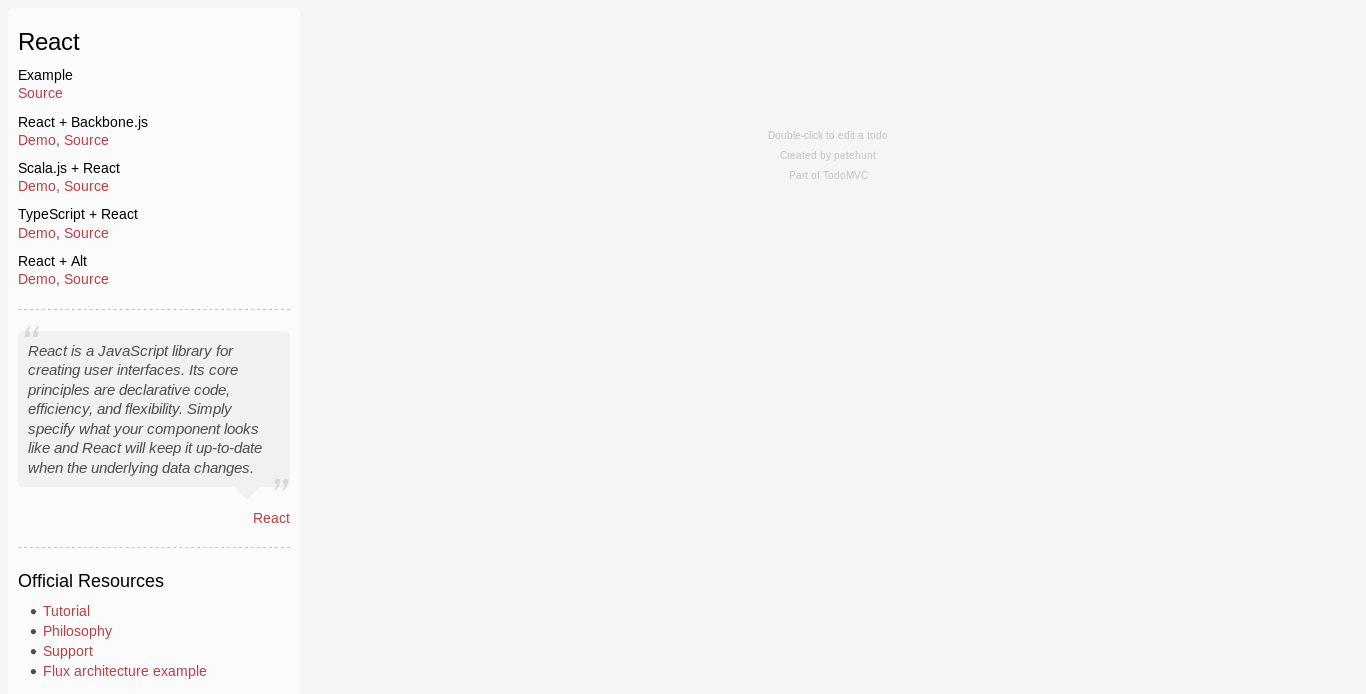 React
Example
Source
React + Backbone.js
Demo, Source
Scala.js + React
Demo, Source
TypeScript + React
Demo, Source
React + Alt
Demo, Source
“
React is a JavaScript library for
creating user interfaces. Its core
principles are declarative code,
efficiency, and flexibility. Simply
specify what your component looks
like and React will keep it up-to-date
when the underlying data changes.
”
React
Official Resources
• Tutorial
• Philosophy
• Support
• Flux architecture example
Double-click to edit a todo
Created by petehunt
Part of TodoMVC